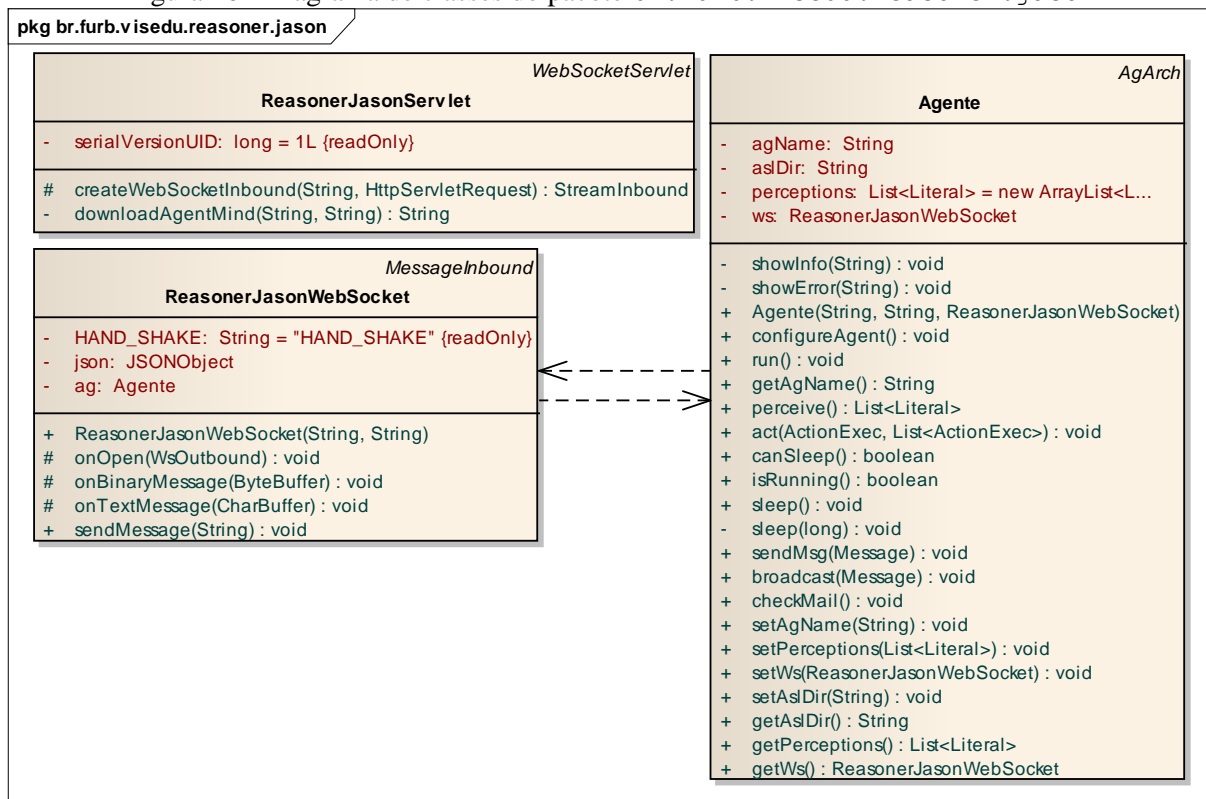 pkg br.furb.visedu.reasoner.jason
WebSocketServlet
ReasonerJasonServlet
- serialVersionUID: long = 1L {readOnly}
# createWebSocketInbound(String, HttpServletRequest) : StreamInbound
- downloadAgentMind(String, String) : String
MessageInbound
ReasonerJasonWebSocket
- HAND_SHAKE: String = "HAND_SHAKE" {readOnly}
- json: JSONObject
- ag: Agente
+ ReasonerJasonWebSocket(String, String)
# onOpen(WsOutbound) : void
# onBinaryMessage(ByteBuffer) : void
# onTextMessage(CharBuffer) : void
+ sendMessage(String) : void
AgArch
Agente
- agName: String
- aslDir: String
- perceptions: List<Literal> = new ArrayList<L...
- ws: ReasonerJasonWebSocket
- showInfo(String) : void
- showError(String) : void
+ Agente(String, String, ReasonerJasonWebSocket)
+ configureAgent() : void
+ run() : void
+ getAgName() : String
+ perceive() : List<Literal>
+ act(ActionExec, List<ActionExec>) : void
+ canSleep() : boolean
+ isRunning() : boolean
+ sleep() : void
- sleep(long) : void
+ sendMsg(Message) : void
+ broadcast(Message) : void
+ checkMail() : void
+ setAgName(String) : void
+ setPerceptions(List<Literal>) : void
+ setWs(ReasonerJasonWebSocket) : void
+ setAslDir(String) : void
+ getAslDir() : String
+ getPerceptions() : List<Literal>
+ getWs() : ReasonerJasonWebSocket